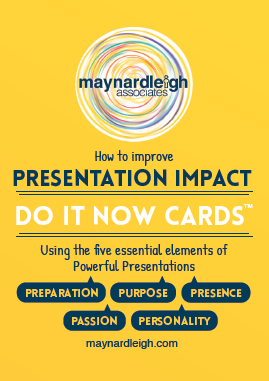 maynardleigh
associates
How to improve
PRESENTATION IMPACT
DO IT NOW CARDS™
Using the five essential elements of
Powerful Presentations
PREPARATION PURPOSE PRESENCE
PASSION PERSONALITY
maynardleigh.com